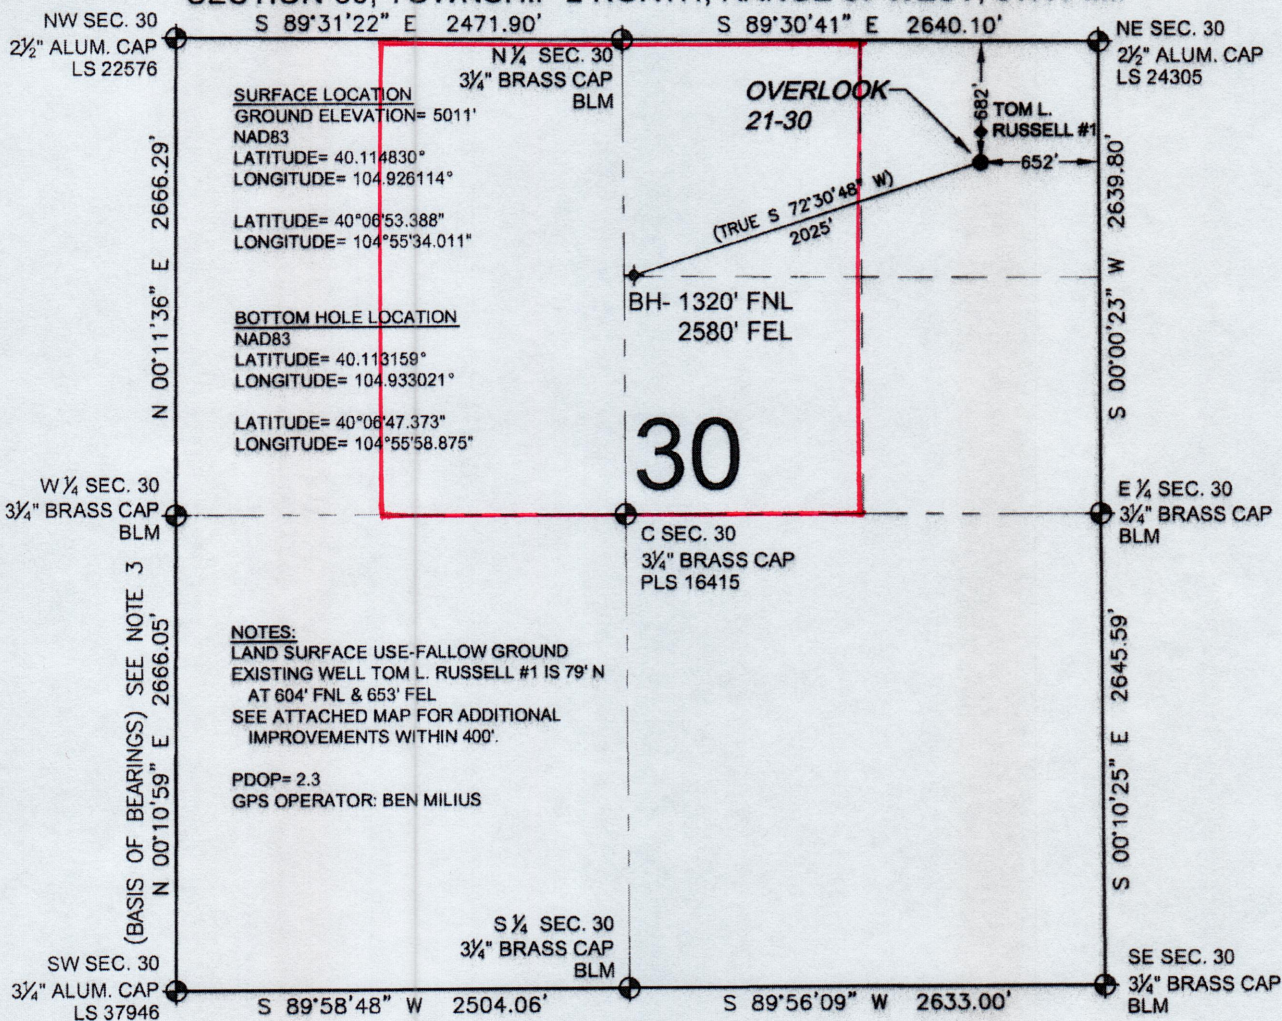 S 89°31'22" E 2471.90' S 89°30'41" E 2640.10'
NW SEC. 30
2½" ALUM. CAP
LS 22576
N ¼ SEC. 30
3¼" BRASS CAP
BLM
NE SEC. 30
2½" ALUM. CAP
LS 24305
SURFACE LOCATION
GROUND ELEVATION= 5011'
NAD83
LATITUDE= 40.114830°
LONGITUDE= 104.926114°
LATITUDE= 40°06'53.388"
LONGITUDE= 104°55'34.011"
OVERLOOK
21-30
682'
TOM L.
RUSSELL #1
652'
(TRUE S 72°30'48" W)
2025'
N 00°11'36" E 2666.29'
S 00°00'23" W 2639.80'
BH- 1320' FNL
2580' FEL
BOTTOM HOLE LOCATION
NAD83
LATITUDE= 40.113159°
LONGITUDE= 104.933021°
LATITUDE= 40°06'47.373"
LONGITUDE= 104°55'58.875"
30
W ¼ SEC. 30
3¼" BRASS CAP
BLM
C SEC. 30
3¼" BRASS CAP
PLS 16415
E ¼ SEC. 30
3¼" BRASS CAP
BLM
(BASIS OF BEARINGS) SEE NOTE 3
N 00°10'59" E 2666.05'
NOTES:
LAND SURFACE USE-FALLOW GROUND
EXISTING WELL TOM L. RUSSELL #1 IS 79' N
AT 604' FNL & 653' FEL
SEE ATTACHED MAP FOR ADDITIONAL
IMPROVEMENTS WITHIN 400'.
PDOP= 2.3
GPS OPERATOR: BEN MILIUS
S 00°10'25" E 2645.59'
SW SEC. 30
3¼" ALUM. CAP
LS 37946
S ¼ SEC. 30
3¼" BRASS CAP
BLM
SE SEC. 30
3¼" BRASS CAP
BLM
S 89°58'48" W 2504.06' S 89°56'09" W 2633.00'